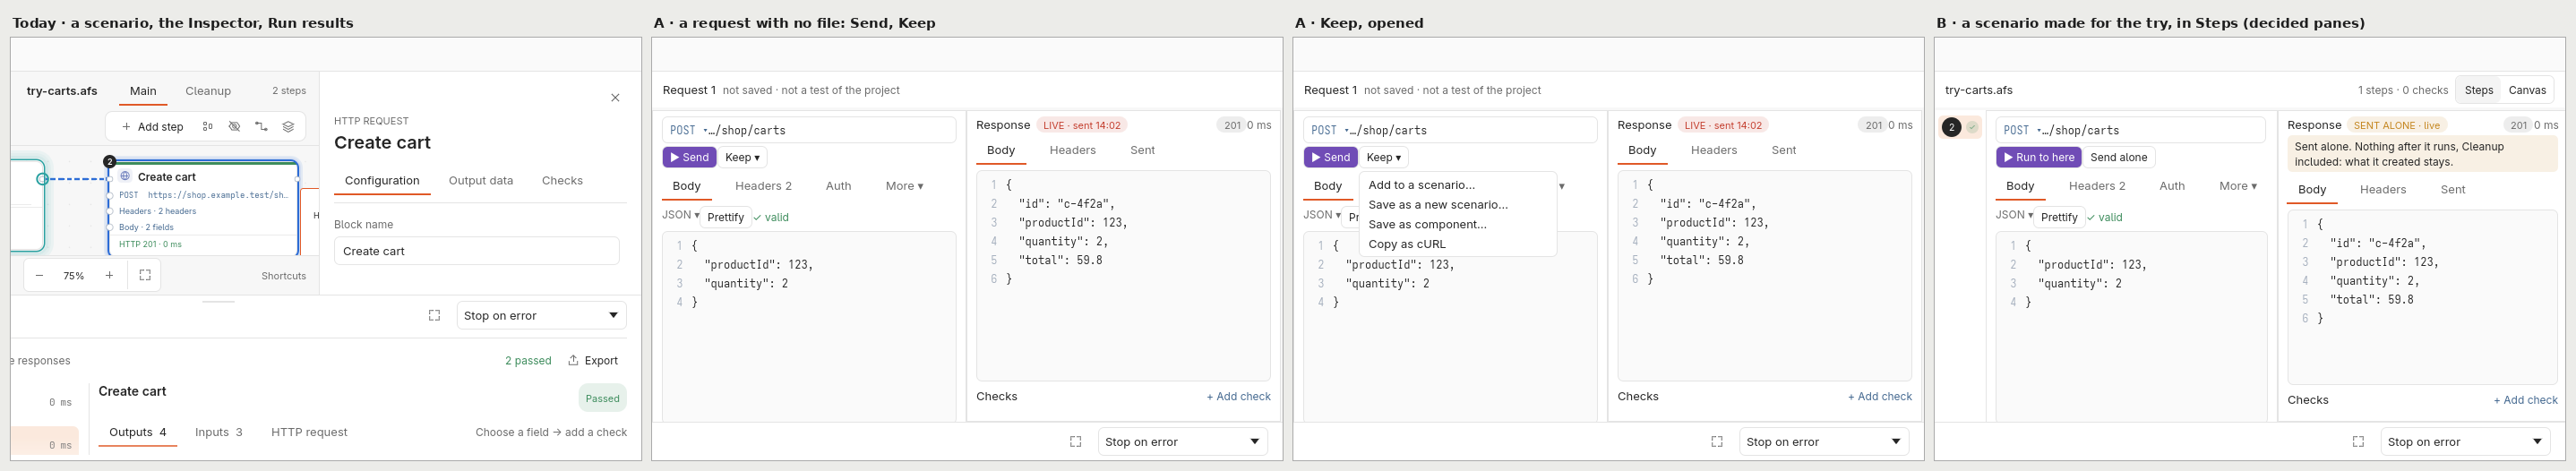 Today · a scenario, the Inspector, Run results
try-carts.afs Main Cleanup 2 steps
+ Add step
2
Create cart
POST https://shop.example.test/sh…
Headers · 2 headers
Body · 2 fields
HTTP 201 · 0 ms
H
− 75% + Shortcuts
×
HTTP REQUEST
Create cart
Configuration Output data Checks
Block name
Create cart
Stop on error
e responses 2 passed Export
0 ms
0 ms
Create cart Passed
Outputs 4 Inputs 3 HTTP request Choose a field → add a check
A · a request with no file: Send, Keep
Request 1 not saved · not a test of the project
POST ▾…/shop/carts
▶ Send Keep ▾
Body Headers 2 Auth More ▾
JSON ▾ Prettify ✓ valid
1 {
2 "productId": 123,
3 "quantity": 2
4 }
Response LIVE · sent 14:02 201 0 ms
Body Headers Sent
1 {
2 "id": "c-4f2a",
3 "productId": 123,
4 "quantity": 2,
5 "total": 59.8
6 }
Checks + Add check
Stop on error
A · Keep, opened
Request 1 not saved · not a test of the project
POST ▾…/shop/carts
▶ Send Keep ▾
Body ▾
Add to a scenario…
Save as a new scenario…
Save as component…
Copy as cURL
JSON ▾ Pr
1 {
2 "productId": 123,
3 "quantity": 2
4 }
Response LIVE · sent 14:02 201 0 ms
Body Headers Sent
1 {
2 "id": "c-4f2a",
3 "productId": 123,
4 "quantity": 2,
5 "total": 59.8
6 }
Checks + Add check
Stop on error
B · a scenario made for the try, in Steps (decided panes)
try-carts.afs 1 steps · 0 checks Steps Canvas
2
POST ▾…/shop/carts
▶ Run to here Send alone
Body Headers 2 Auth More ▾
JSON ▾ Prettify ✓ valid
1 {
2 "productId": 123,
3 "quantity": 2
4 }
Response SENT ALONE · live 201 0 ms
Sent alone. Nothing after it runs, Cleanup
included: what it created stays.
Body Headers Sent
1 {
2 "id": "c-4f2a",
3 "productId": 123,
4 "quantity": 2,
5 "total": 59.8
6 }
Checks + Add check
Stop on error